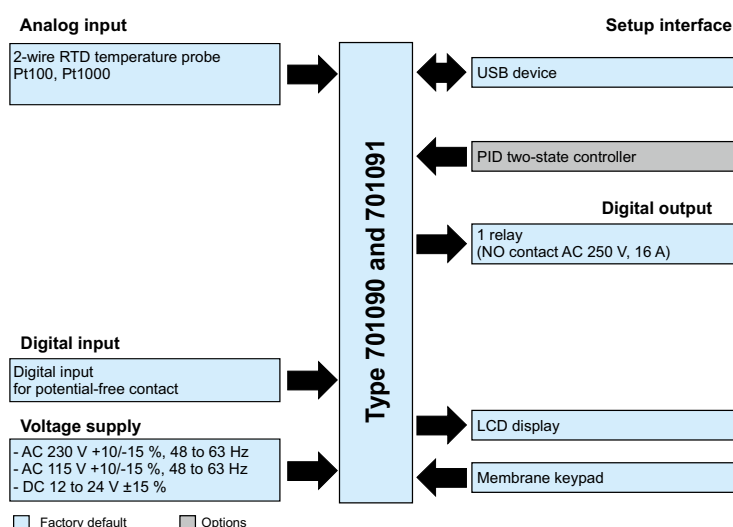 Analog input
2-wire RTD temperature probe
Pt100, Pt1000
Digital input
Digital input
for potential-free contact
Voltage supply
- AC 230 V +10/-15 %, 48 to 63 Hz
- AC 115 V +10/-15 %, 48 to 63 Hz
- DC 12 to 24 V ±15 %
Type 701090 and 701091
Setup interface
USB device
PID two-state controller
Digital output
1 relay
(NO contact AC 250 V, 16 A)
LCD display
Membrane keypad
Factory default
Options